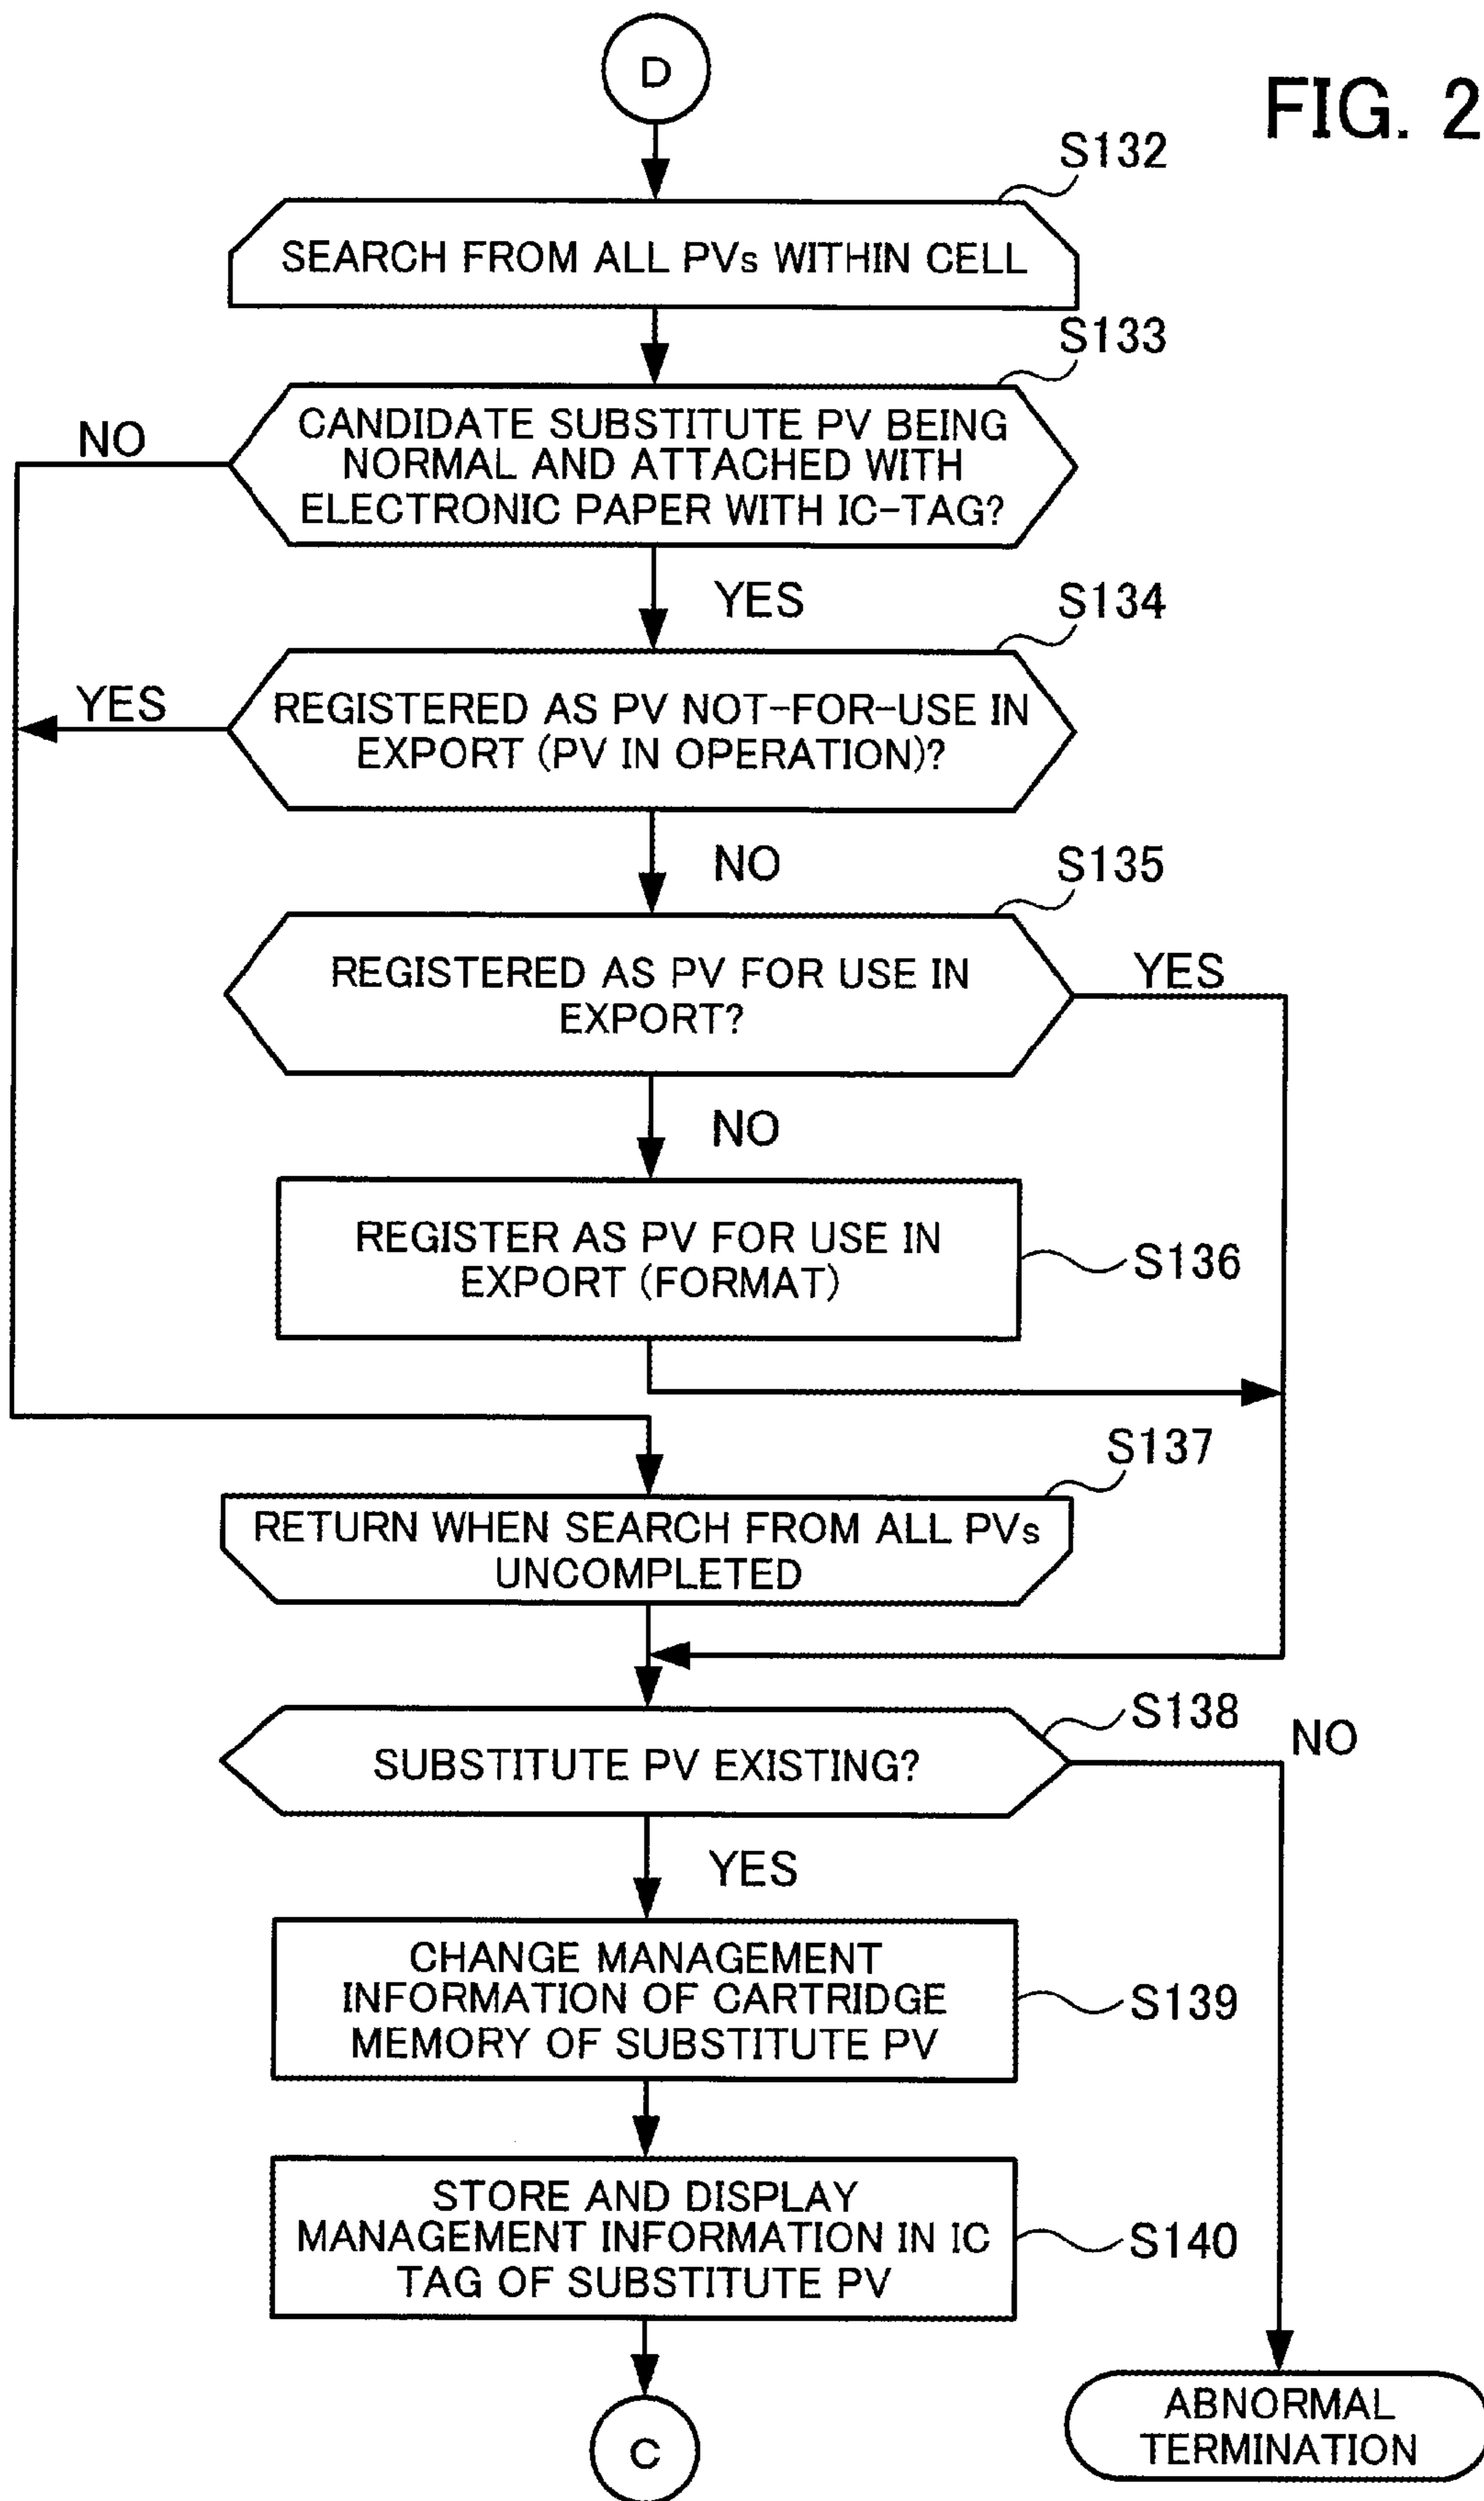 D
FIG. 2
S132
SEARCH FROM ALL PVs WITHIN CELL
S133
NO
CANDIDATE SUBSTITUTE PV BEING
NORMAL AND ATTACHED WITH
ELECTRONIC PAPER WITH IC-TAG?
YES
S134
YES
REGISTERED AS PV NOT-FOR-USE IN
EXPORT (PV IN OPERATION)?
NO
S135
REGISTERED AS PV FOR USE IN
EXPORT?
YES
NO
REGISTER AS PV FOR USE IN
EXPORT (FORMAT)
S136
S137
RETURN WHEN SEARCH FROM ALL PVs
UNCOMPLETED
S138
NO
SUBSTITUTE PV EXISTING?
YES
CHANGE MANAGEMENT
INFORMATION OF CARTRIDGE
MEMORY OF SUBSTITUTE PV
S139
STORE AND DISPLAY
MANAGEMENT INFORMATION IN IC
TAG OF SUBSTITUTE PV
S140
C
ABNORMAL
TERMINATION